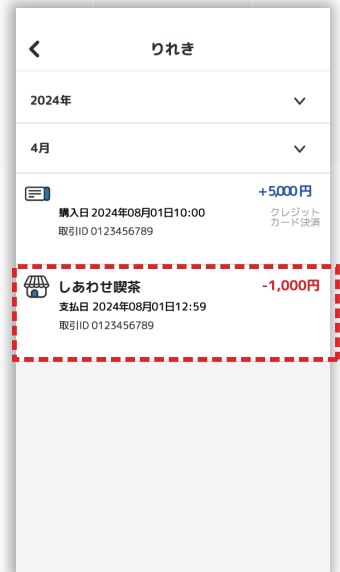 りれき
2024年
4月
+5,000円
購入日 2024年08月01日10:00
クレジット
カード決済
取引ID 0123456789
しあわせ喫茶
-1,000円
支払日 2024年08月01日12:59
取引ID 0123456789